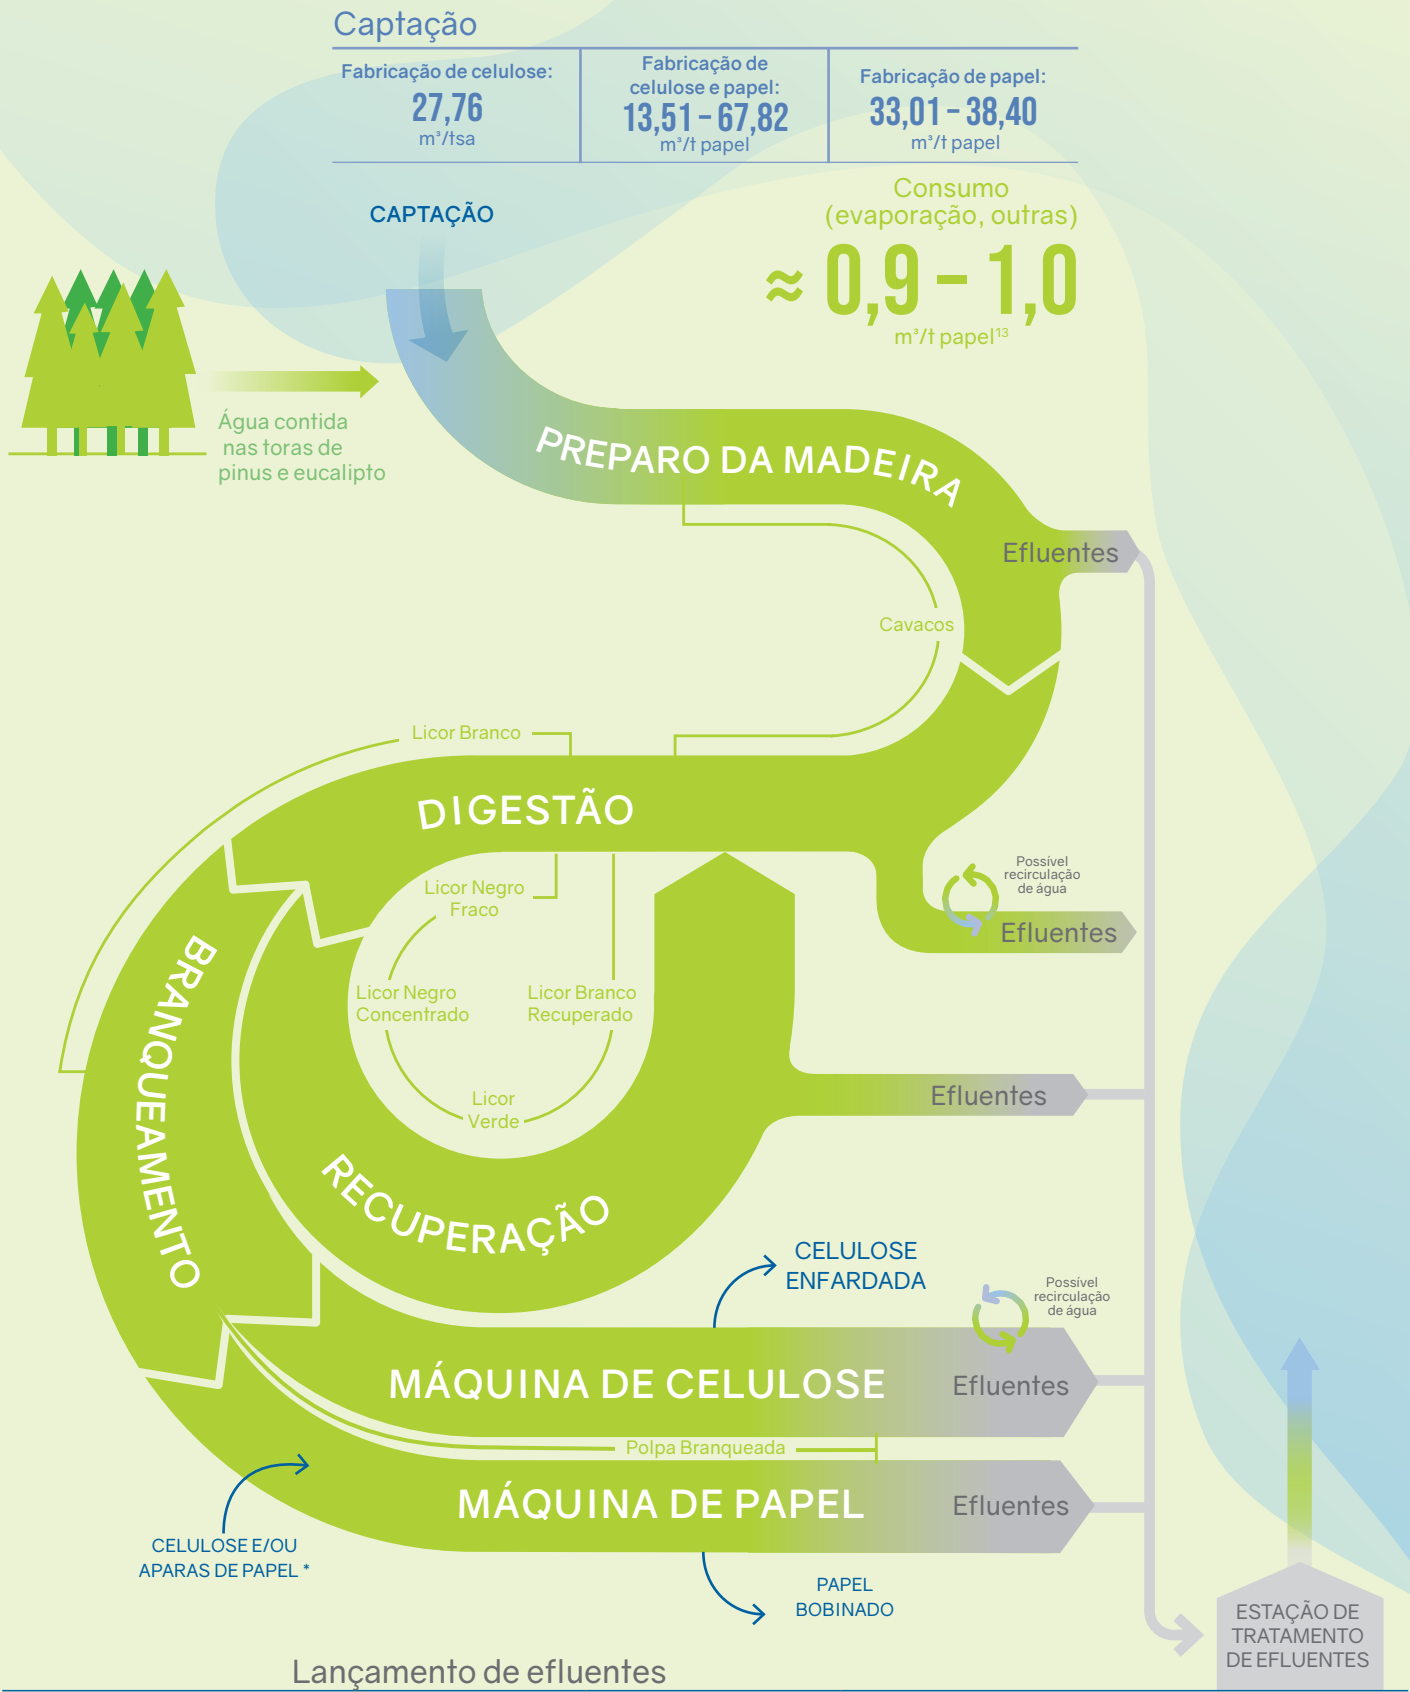 Captação
Fabricação de celulose:
27,76
m³/tsa
Fabricação de
celulose e papel:
13,51 – 67,82
m³/t papel
Fabricação de papel:
33,01 – 38,40
m³/t papel
CAPTAÇÃO
Consumo
(evaporação, outras)
≈ 0,9 – 1,0
m³/t papel¹³
Água contida
nas toras de
pinus e eucalipto
PREPARO DA MADEIRA
Efluentes
Cavacos
Licor Branco
DIGESTÃO
Possível
recirculação
de água
Efluentes
Licor Negro
Fraco
Licor Negro
Concentrado
Licor Branco
Recuperado
Licor
Verde
BRANQUEAMENTO
RECUPERAÇÃO
Efluentes
CELULOSE
ENFARDADA
Possível
recirculação
de água
MÁQUINA DE CELULOSE
Efluentes
Polpa Branqueada
MÁQUINA DE PAPEL
Efluentes
CELULOSE E/OU
APARAS DE PAPEL *
PAPEL
BOBINADO
ESTAÇÃO DE
TRATAMENTO
DE EFLUENTES
Lançamento de efluentes